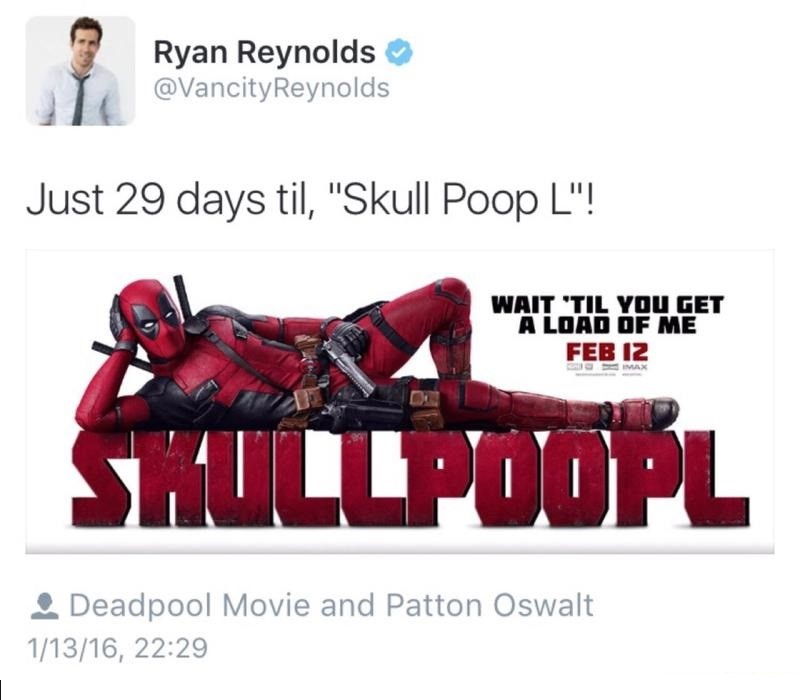 Ryan Reynolds
@VancityReynolds
Just 29 days til, "Skull Poop L"!
WAIT 'TIL YOU GET
A LOAD OF ME
FEB 12
IMAX
SKULLPOOPL
Deadpool Movie and Patton Oswalt
1/13/16, 22:29